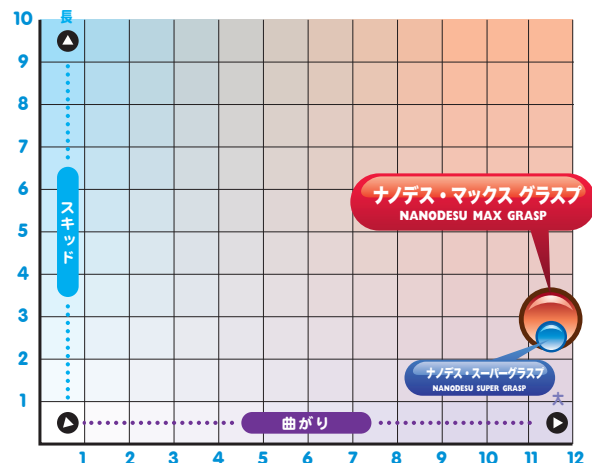 10
長
9
8
7
6
5
4
3
2
1
スキッド
ナノデス・マックス グラスプ
NANODESU MAX GRASP
ナノデス・スーパーグラスプ
NANODESU SUPER GRASP
大
曲がり
1 2 3 4 5 6 7 8 9 10 11 12